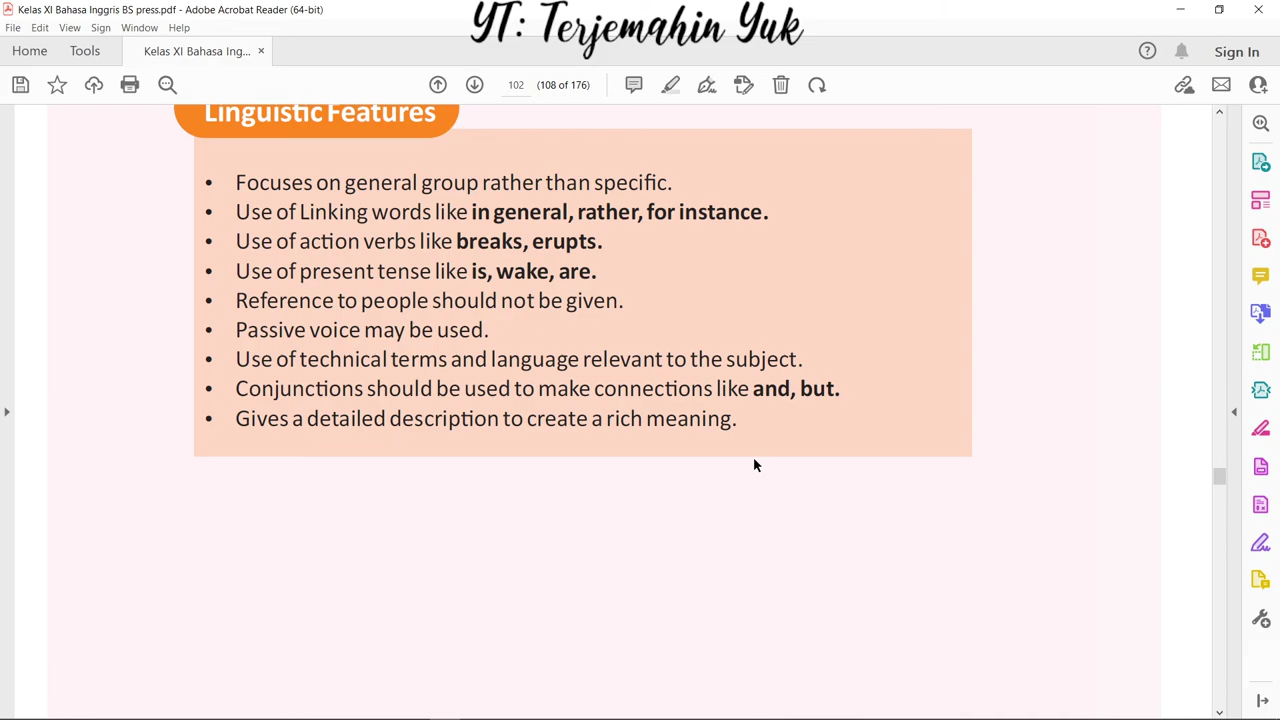 Kelas XI Bahasa Inggris BS press.pdf - Adobe Acrobat Reader (64-bit)
YT: Terjemahin Yuk
File Edit View Sign Window Help
Home Tools Kelas XI Bahasa Ing... × Sign In
102 (108 of 176)
Linguistic Features
• Focuses on general group rather than specific.
• Use of Linking words like in general, rather, for instance.
• Use of action verbs like breaks, erupts.
• Use of present tense like is, wake, are.
• Reference to people should not be given.
• Passive voice may be used.
• Use of technical terms and language relevant to the subject.
• Conjunctions should be used to make connections like and, but.
• Gives a detailed description to create a rich meaning.